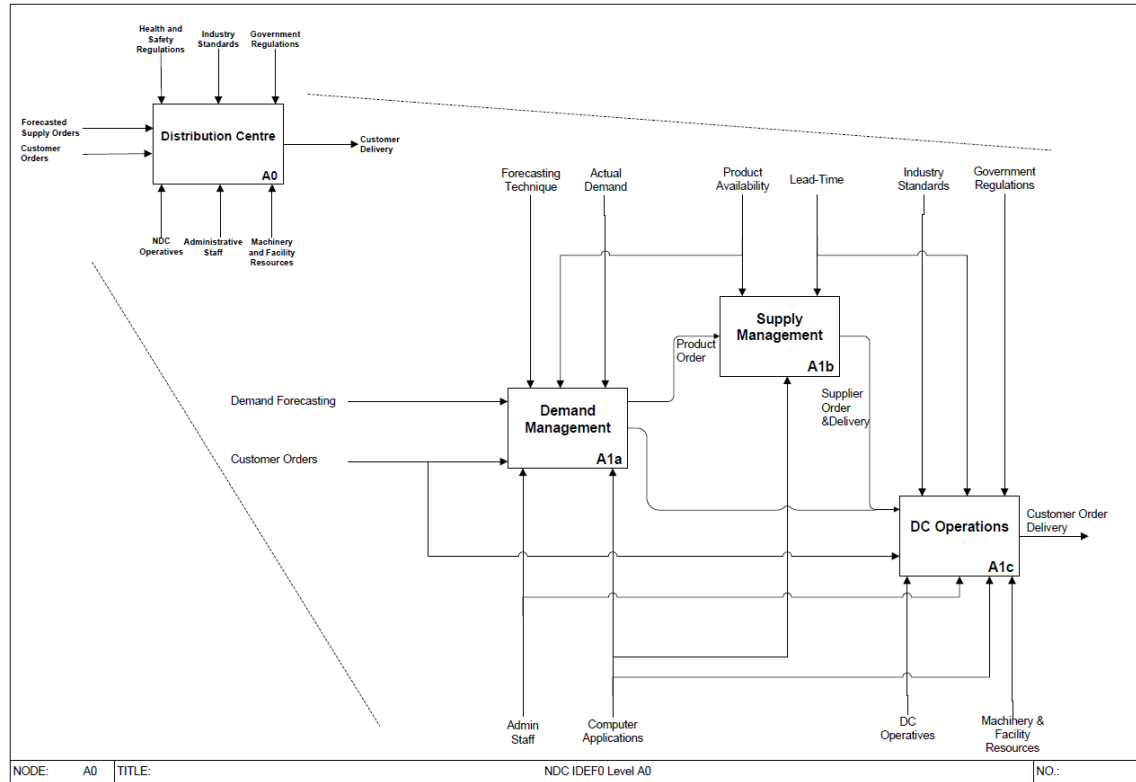 Health and
Safety
Regulations
Industry
Standards
Government
Regulations
Forecasted
Supply Orders
Customer
Orders
Distribution Centre
A0
Customer
Delivery
NDC
Operatives
Administrative
Staff
Machinery
and Facility
Resources
Forecasting
Technique
Actual
Demand
Product
Availability
Lead-Time
Industry
Standards
Government
Regulations
Supply
Management
A1b
Product
Order
Supplier
Order
&Delivery
Demand Forecasting
Customer Orders
Demand
Management
A1a
DC Operations
A1c
Customer Order
Delivery
Admin
Staff
Computer
Applications
DC
Operatives
Machinery &
Facility
Resources
NODE: A0 TITLE: NDC IDEF0 Level A0 NO.: